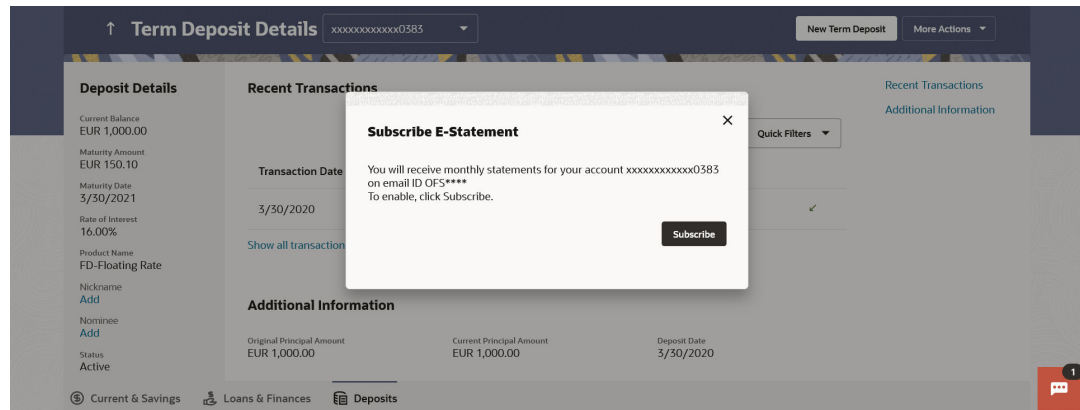 ↑ Term Deposit Details xxxxxxxxxxxx0383
New Term Deposit
More Actions
Deposit Details
Current Balance
EUR 1,000.00
Maturity Amount
EUR 150.10
Maturity Date
3/30/2021
Rate of Interest
16.00%
Product Name
FD-Floating Rate
Nickname
Add
Nominee
Add
Status
Active
Recent Transactions
Quick Filters
Transaction Date
3/30/2020
Show all transaction
Subscribe E-Statement
You will receive monthly statements for your account xxxxxxxxxxxx0383
on email ID OFS****
To enable, click Subscribe.
Subscribe
Additional Information
Original Principal Amount
EUR 1,000.00
Current Principal Amount
EUR 1,000.00
Deposit Date
3/30/2020
Recent Transactions
Additional Information
Current & Savings
Loans & Finances
Deposits
1